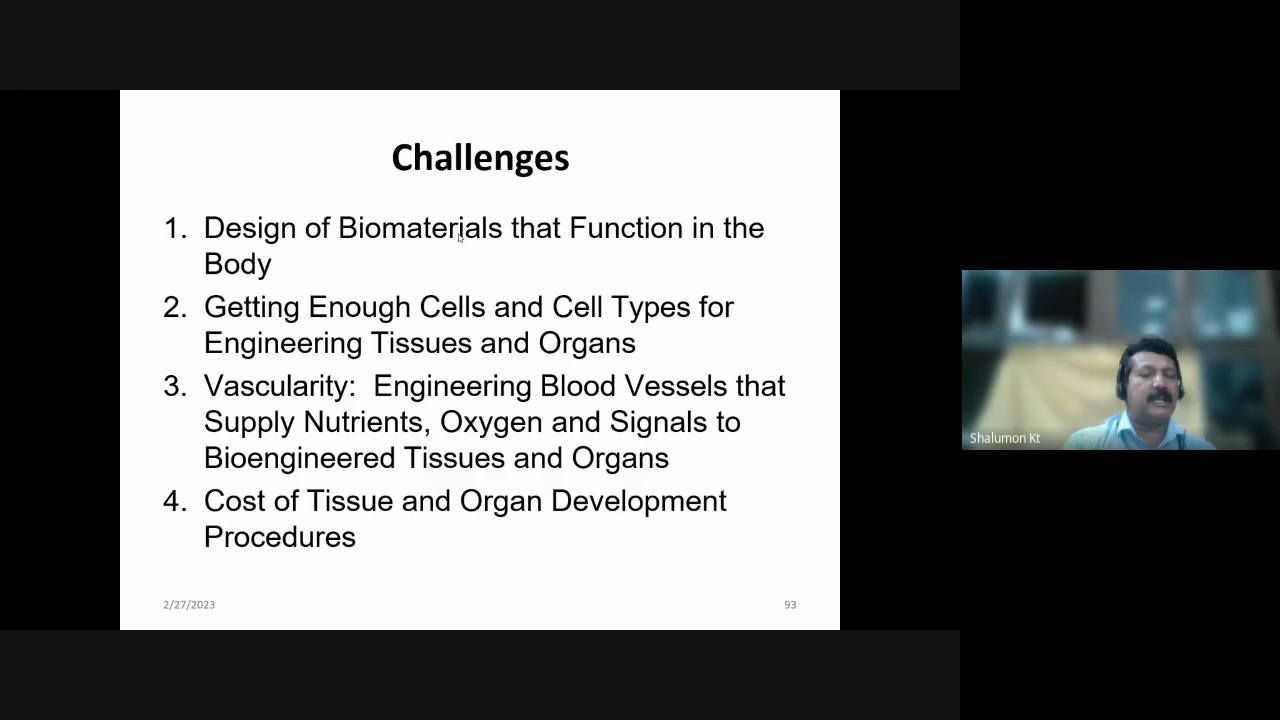 Challenges
1. Design of Biomaterials that Function in the
Body
2. Getting Enough Cells and Cell Types for
Engineering Tissues and Organs
3. Vascularity:  Engineering Blood Vessels that
Supply Nutrients, Oxygen and Signals to
Bioengineered Tissues and Organs
4. Cost of Tissue and Organ Development
Procedures
2/27/2023
93
Shalumon Kt